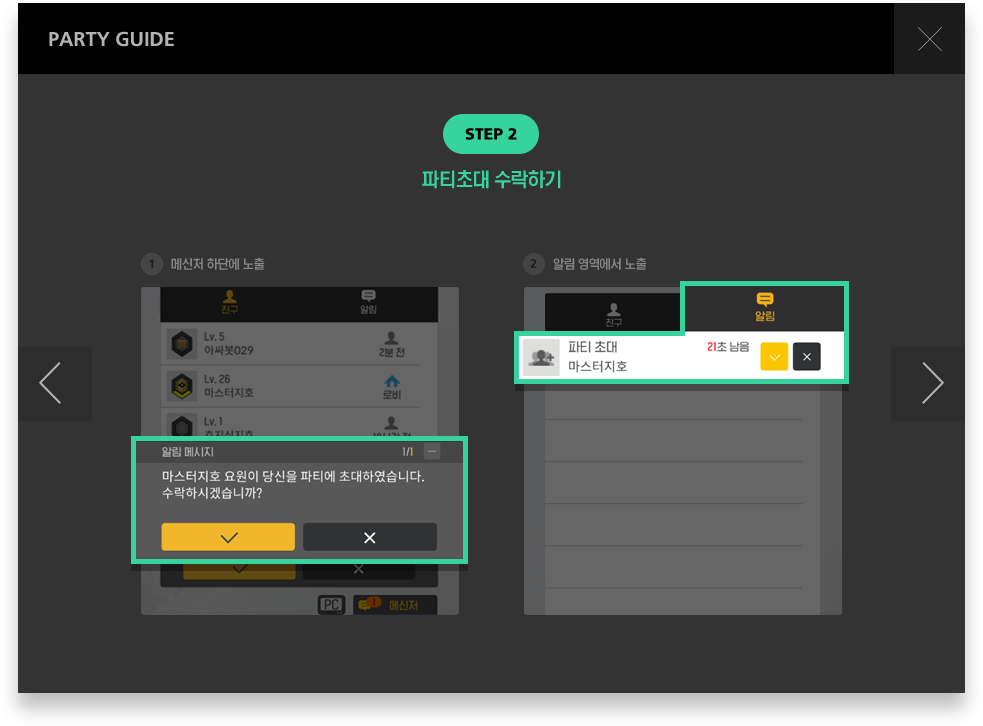 PARTY GUIDE
STEP 2
파티초대 수락하기
1 메신저 하단에 노출
친구
알림
Lv. 5
아싸봇029
2분 전
Lv. 26
마스터지호
로비
Lv. 1
알림 메시지
1/1
마스터지호 요원이 당신을 파티에 초대하였습니다.
수락하시겠습니까?
PC
1
메신저
2 알림 영역에서 노출
친구
알림
파티 초대
마스터지호
21초 남음